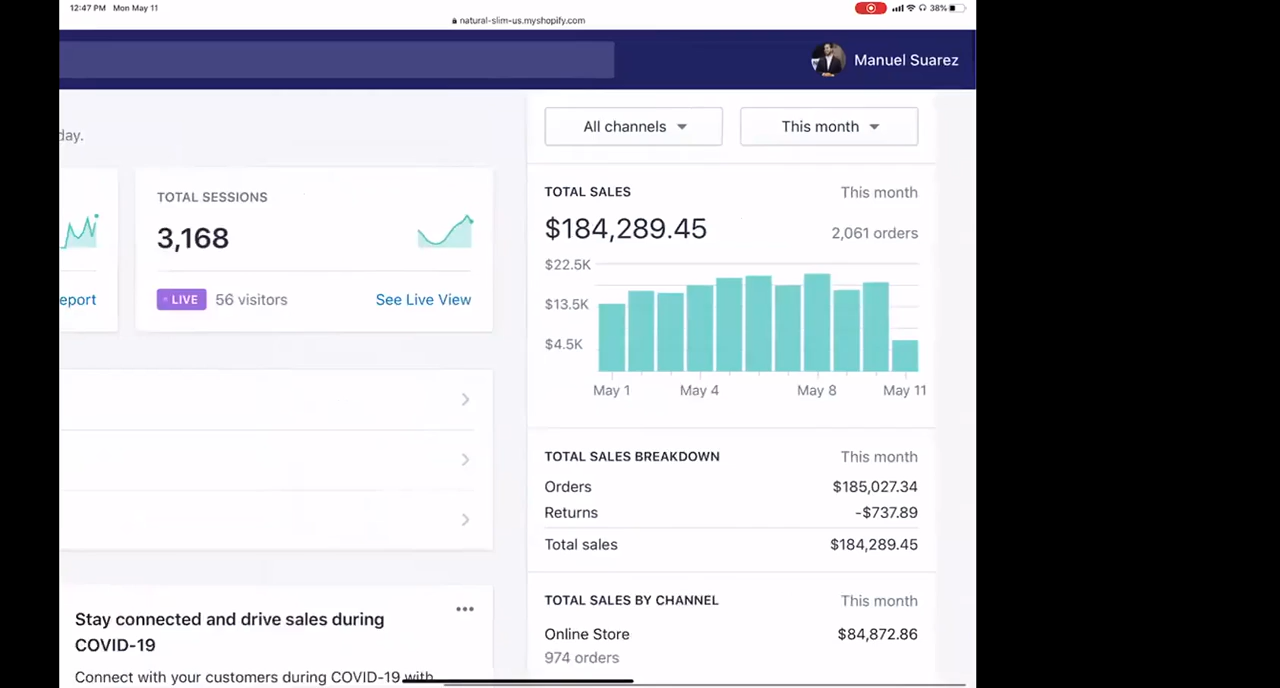 12:47 PM Mon May 11
38%
natural-slim-us.myshopify.com
Manuel Suarez
day.
All channels
This month
TOTAL SESSIONS
3,168
LIVE 56 visitors See Live View
eport
TOTAL SALES This month
$184,289.45 2,061 orders
$22.5K
$13.5K
$4.5K
May 1 May 4 May 8 May 11
TOTAL SALES BREAKDOWN This month
Orders $185,027.34
Returns -$737.89
Total sales $184,289.45
TOTAL SALES BY CHANNEL This month
Online Store $84,872.86
974 orders
Stay connected and drive sales during
COVID-19
Connect with your customers during COVID-19 with